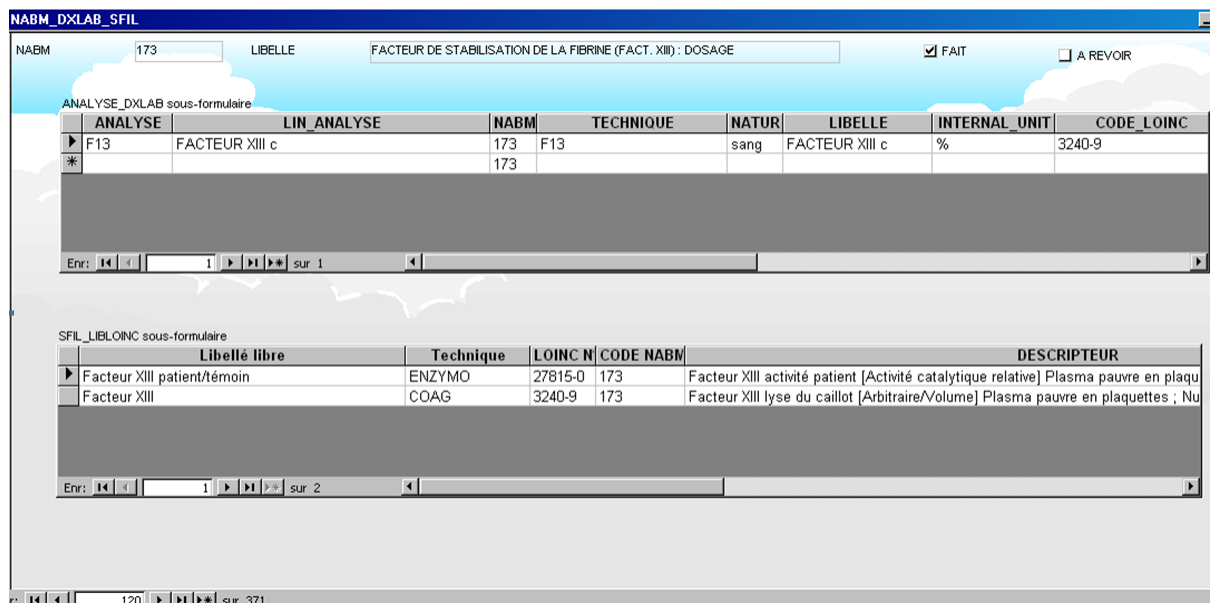 NABM_DXLAB_SFIL
NABM 173 LIBELLE FACTEUR DE STABILISATION DE LA FIBRINE (FACT. XIII) : DOSAGE FAIT A REVOIR
ANALYSE_DXLAB sous-formulaire
ANALYSE LIN_ANALYSE NABM TECHNIQUE NATUR LIBELLE INTERNAL_UNIT CODE_LOINC
F13 FACTEUR XIII c 173 F13 sang FACTEUR XIII c % 3240-9
173
Enr: 1 sur 1
SFIL_LIBLOINC sous-formulaire
Libellé libre Technique LOINC N° CODE NABM DESCRIPTEUR
Facteur XIII patient/témoin ENZYMO 27815-0 173 Facteur XIII activité patient [Activité catalytique relative] Plasma pauvre en plaqu
Facteur XIII COAG 3240-9 173 Facteur XIII lyse du caillot [Arbitraire/Volume] Plasma pauvre en plaquettes ; Nu
Enr: 1 sur 2
r: 120 sur 371